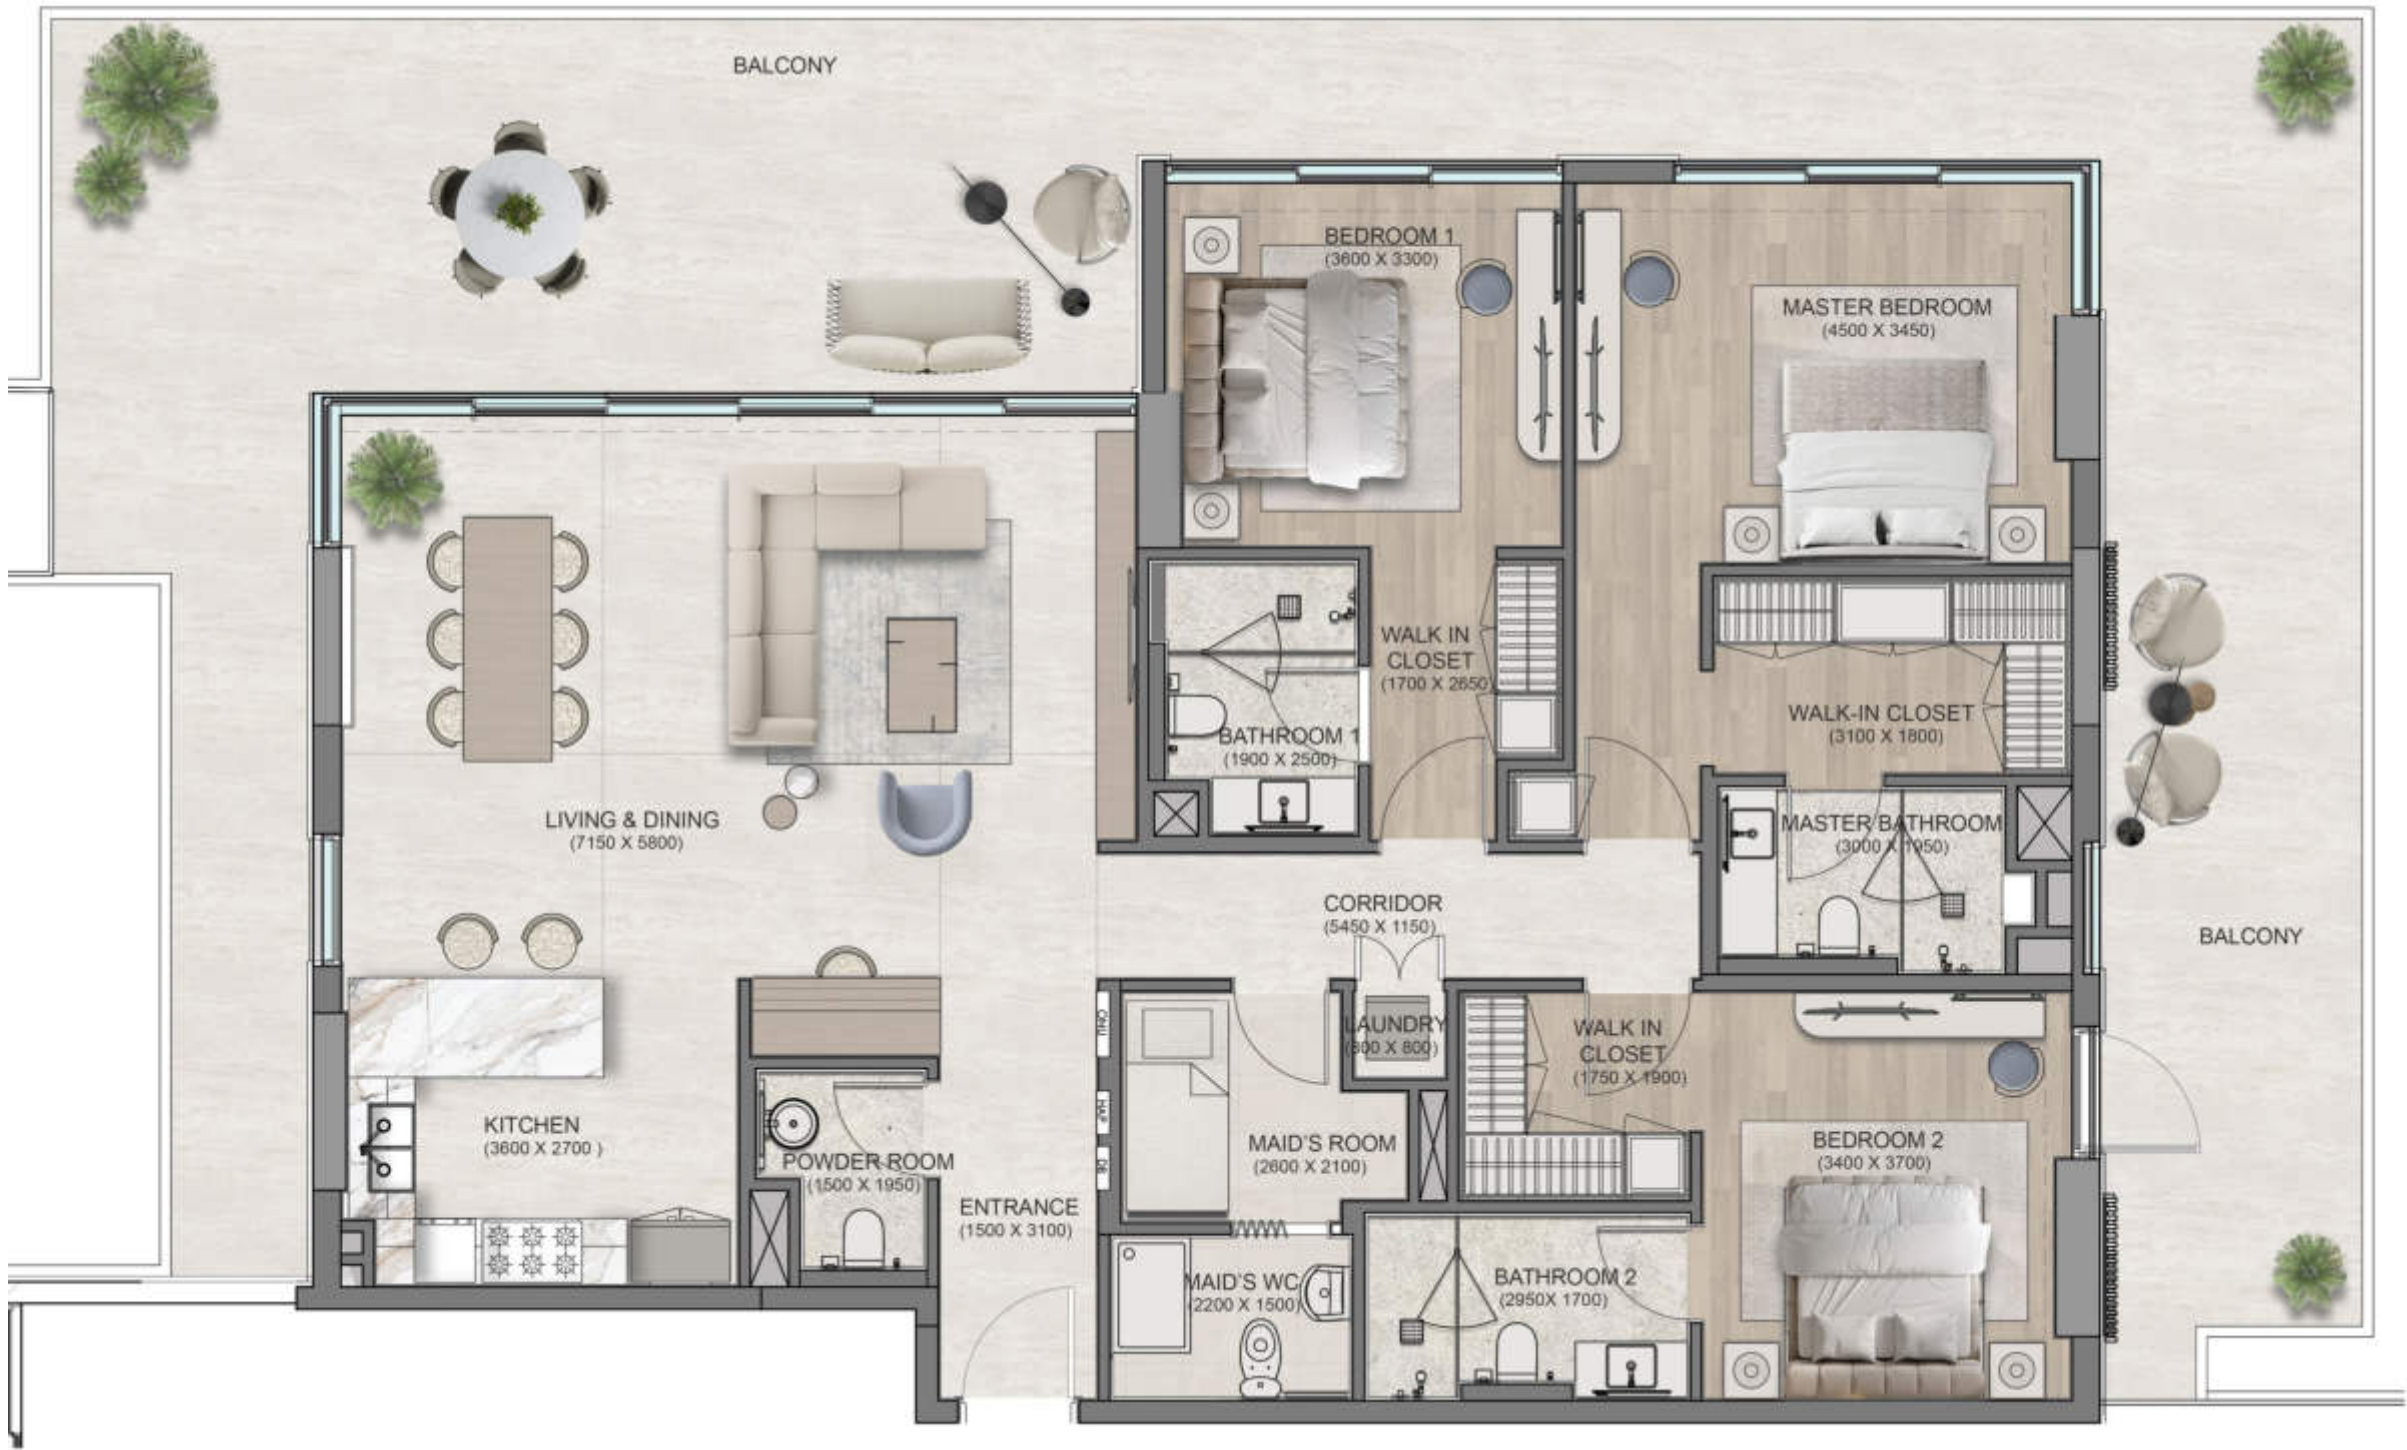 BALCONY
BEDROOM 1
(3600 X 3300)
MASTER BEDROOM
(4500 X 3450)
WALK IN
CLOSET
(1700 X 2650)
WALK-IN CLOSET
(3100 X 1800)
BATHROOM 1
(1900 X 2500)
LIVING & DINING
(7150 X 5800)
MASTER BATHROOM
(3000 X 1950)
CORRIDOR
(5450 X 1150)
BALCONY
ONU
LAUNDRY
(800 X 800)
WALK IN
CLOSET
(1750 X 1900)
KITCHEN
(3600 X 2700 )
HAP
MAID'S ROOM
(2600 X 2100)
BEDROOM 2
(3400 X 3700)
POWDER ROOM
(1500 X 1950)
DB
ENTRANCE
(1500 X 3100)
MAID'S WC
(2200 X 1500)
BATHROOM 2
(2950X 1700)